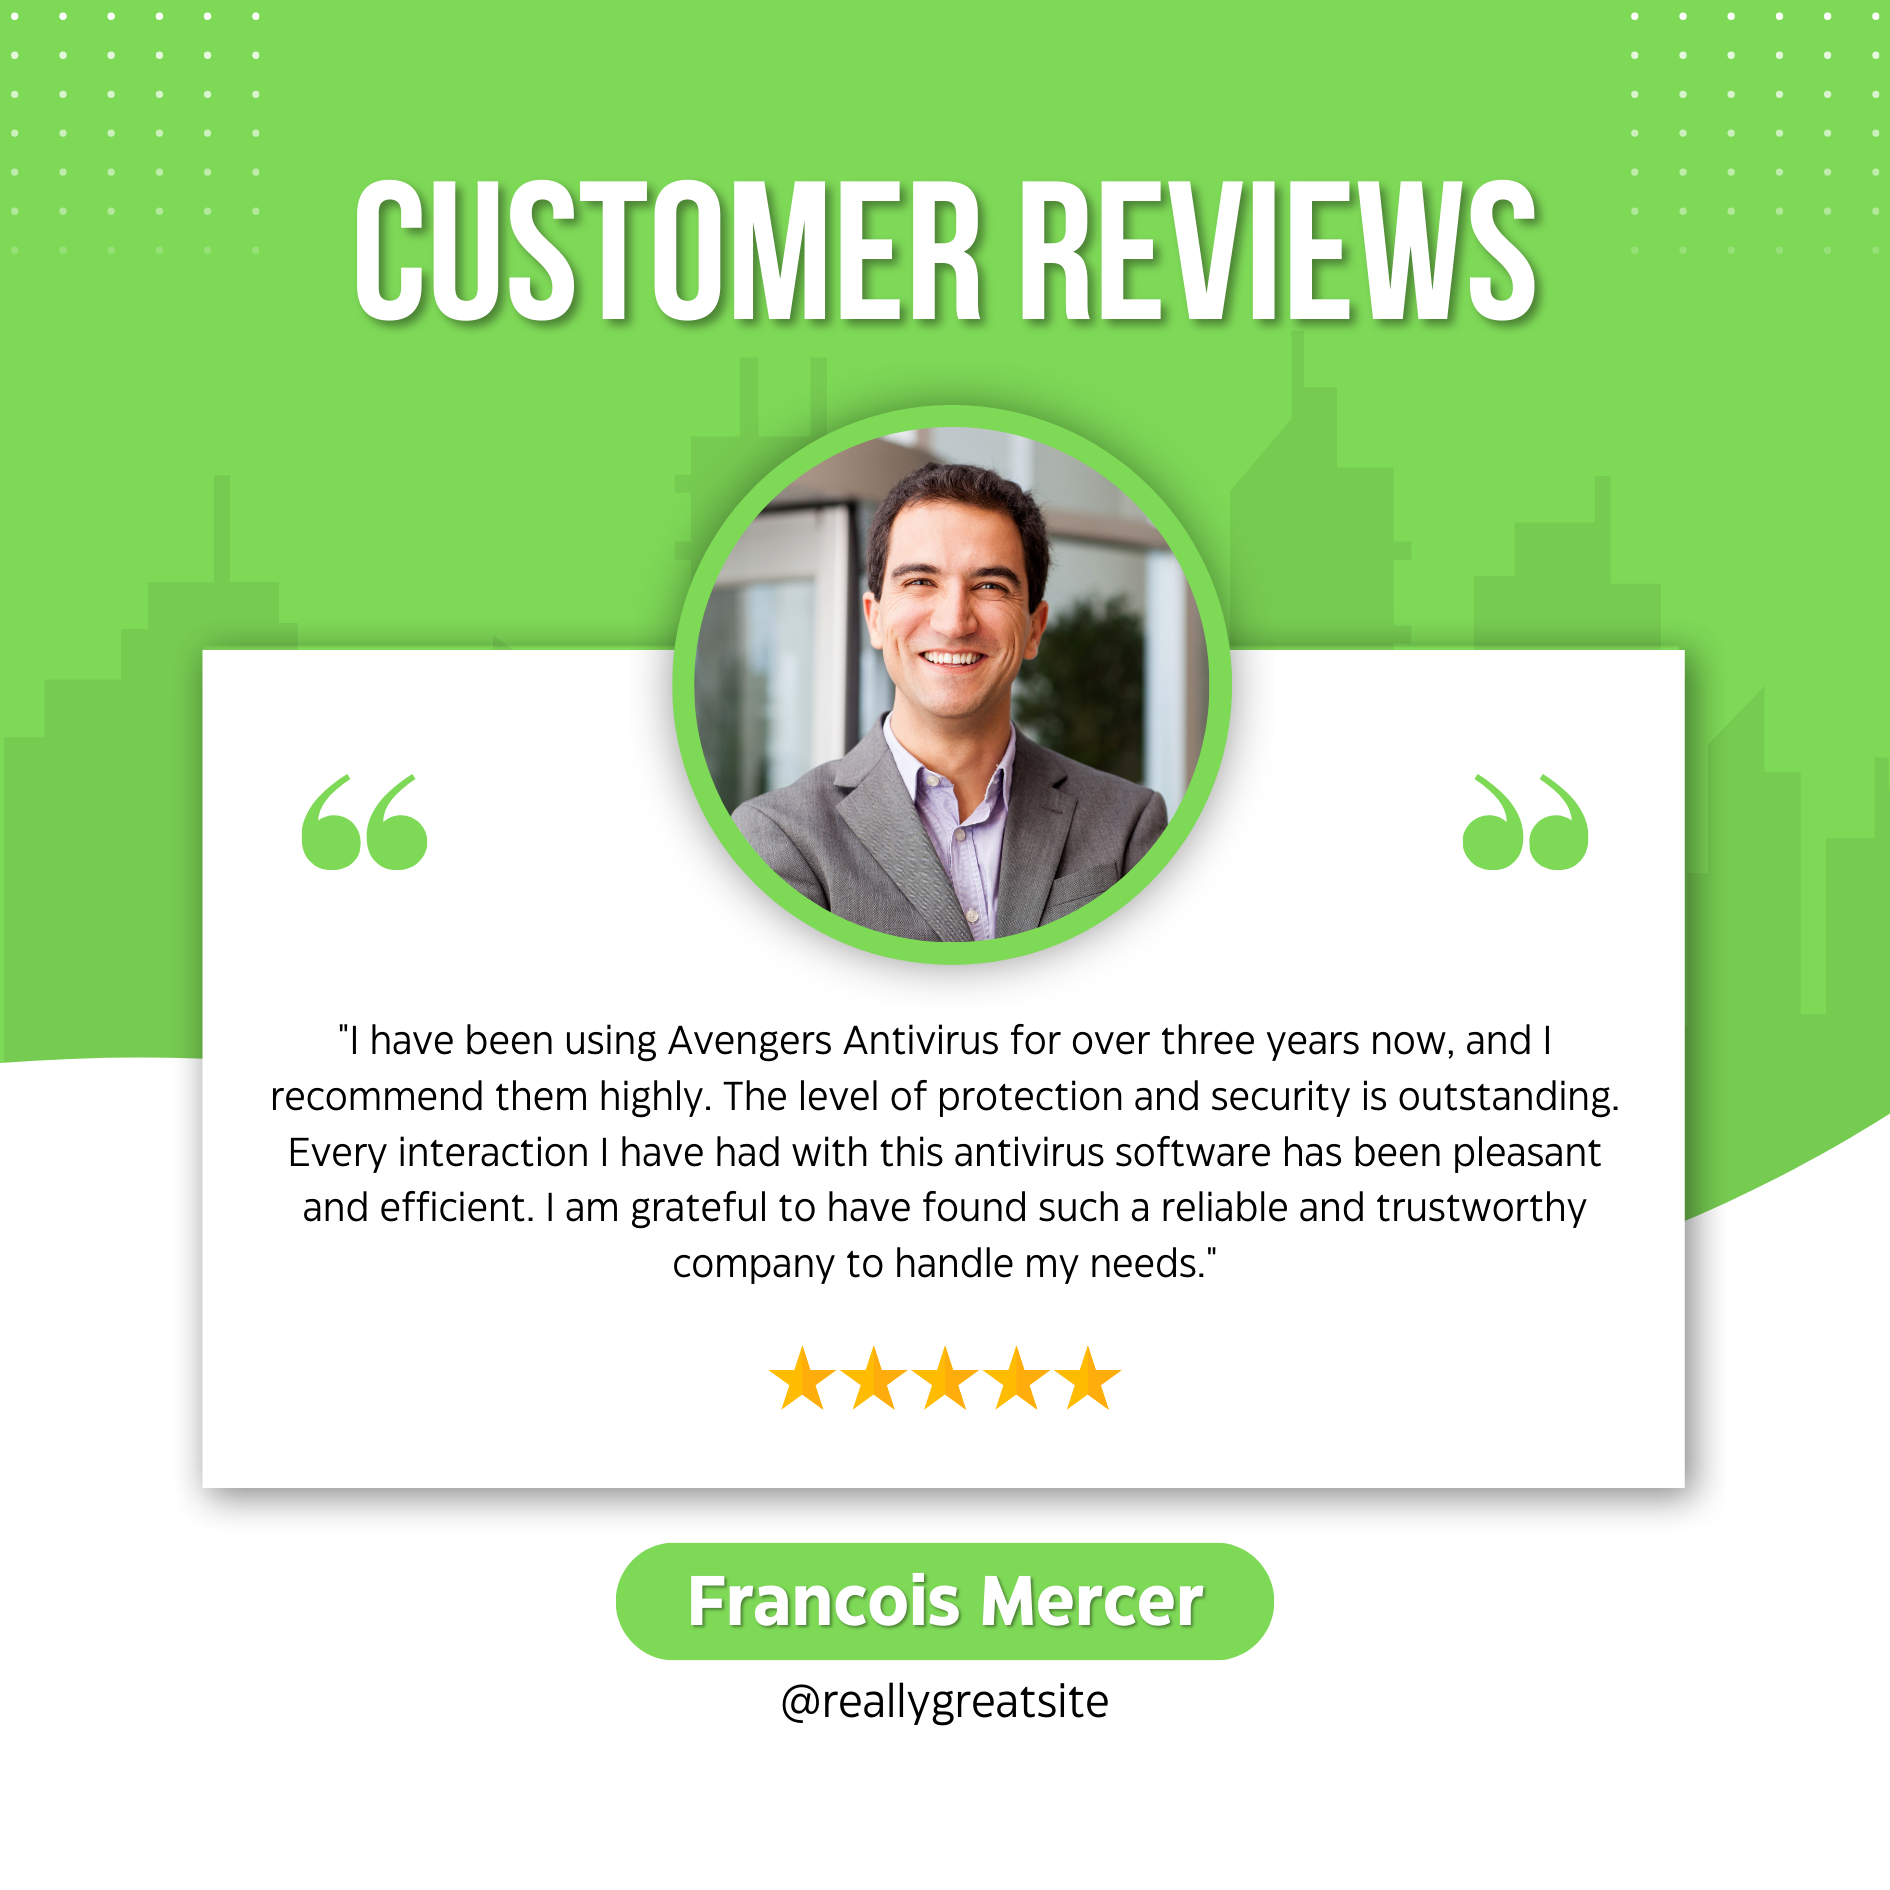 CUSTOMER REVIEWS
"I have been using Avengers Antivirus for over three years now, and I
recommend them highly. The level of protection and security is outstanding.
Every interaction I have had with this antivirus software has been pleasant
and efficient. I am grateful to have found such a reliable and trustworthy
company to handle my needs."
Francois Mercer
@reallygreatsite